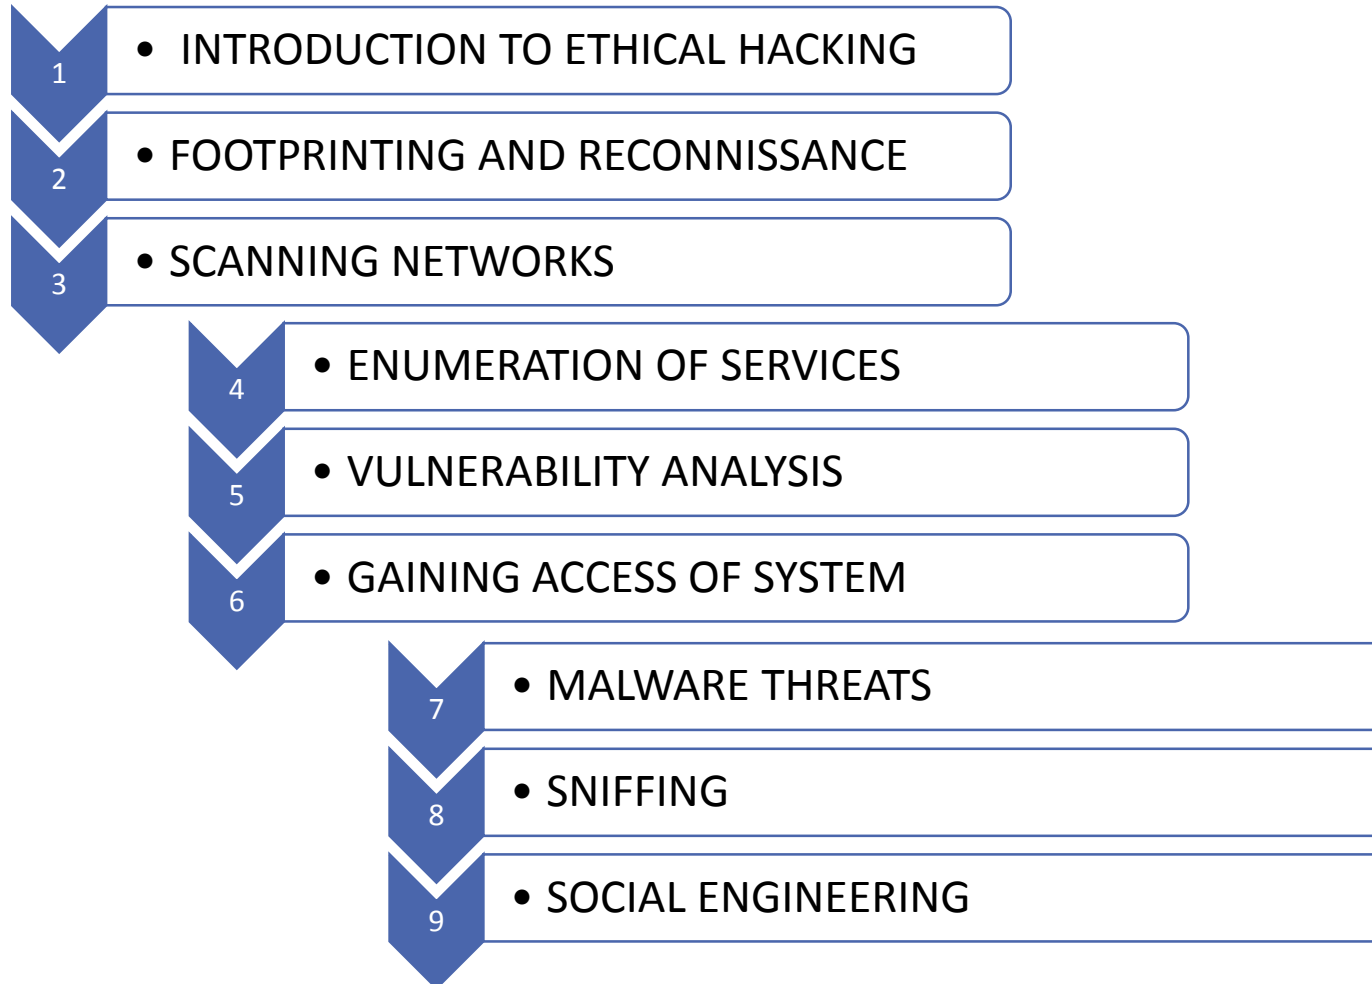 1 • INTRODUCTION TO ETHICAL HACKING
2 • FOOTPRINTING AND RECONNISSANCE
3 • SCANNING NETWORKS
4 • ENUMERATION OF SERVICES
5 • VULNERABILITY ANALYSIS
6 • GAINING ACCESS OF SYSTEM
7 • MALWARE THREATS
8 • SNIFFING
9 • SOCIAL ENGINEERING